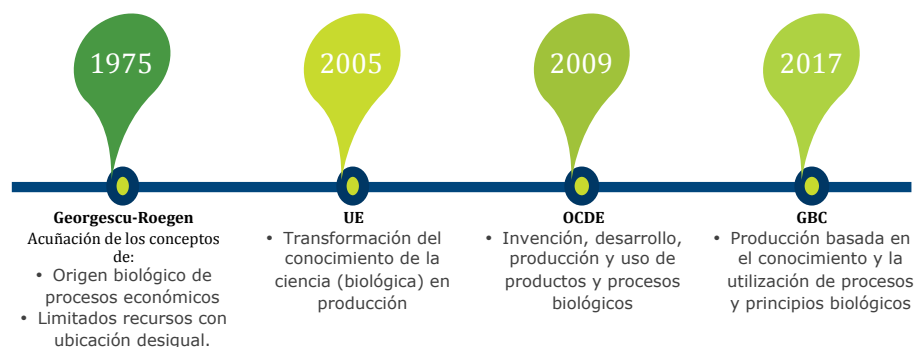 1975
2005
2009
2017
Georgescu-Roegen
Acuñación de los conceptos
de:
• Origen biológico de
procesos económicos
• Limitados recursos con
ubicación desigual.
UE
• Transformación del
conocimiento de la
ciencia (biológica) en
producción
OCDE
• Invención, desarrollo,
producción y uso de
productos y procesos
biológicos
GBC
• Producción basada en
el conocimiento y la
utilización de procesos
y principios biológicos